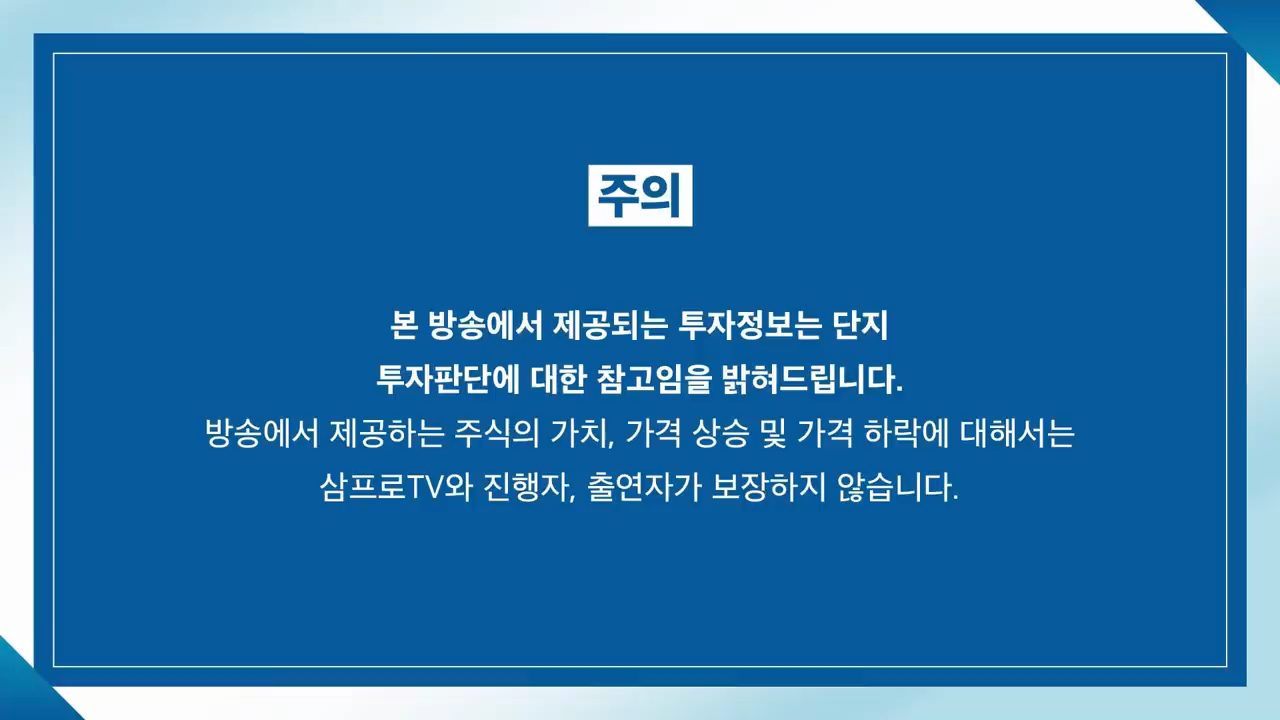 주의
본 방송에서 제공되는 투자정보는 단지
투자판단에 대한 참고임을 밝혀드립니다.
방송에서 제공하는 주식의 가치, 가격 상승 및 가격 하락에 대해서는
삼프로TV와 진행자, 출연자가 보장하지 않습니다.